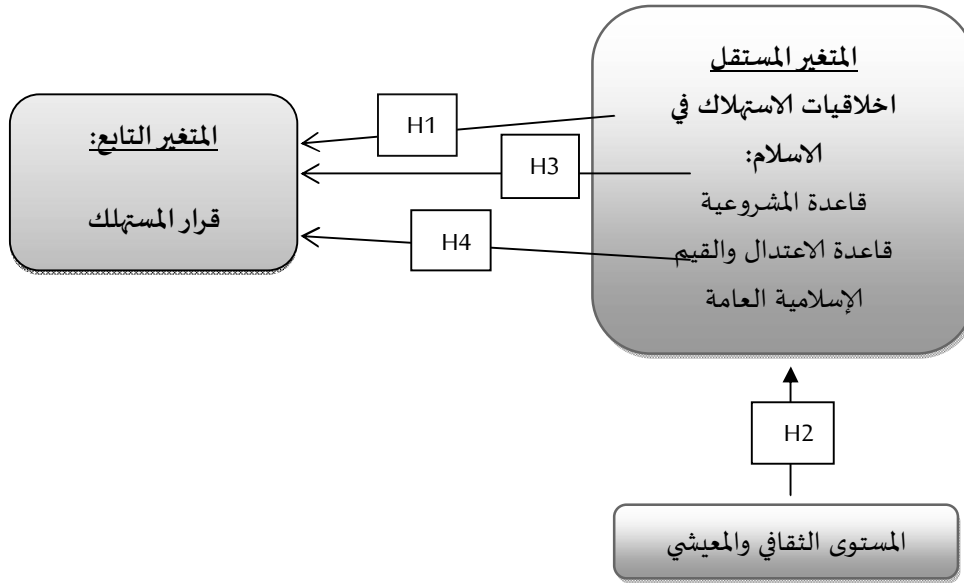 المتغير المستقل
اخلاقيات الاستهلاك في
الاسلام:
قاعدة المشروعية
قاعدة الاعتدال والقيم
الإسلامية العامة
H1
H3
H4
المتغير التابع:
قرار المستهلك
H2
المستوى الثقافي والمعيشي